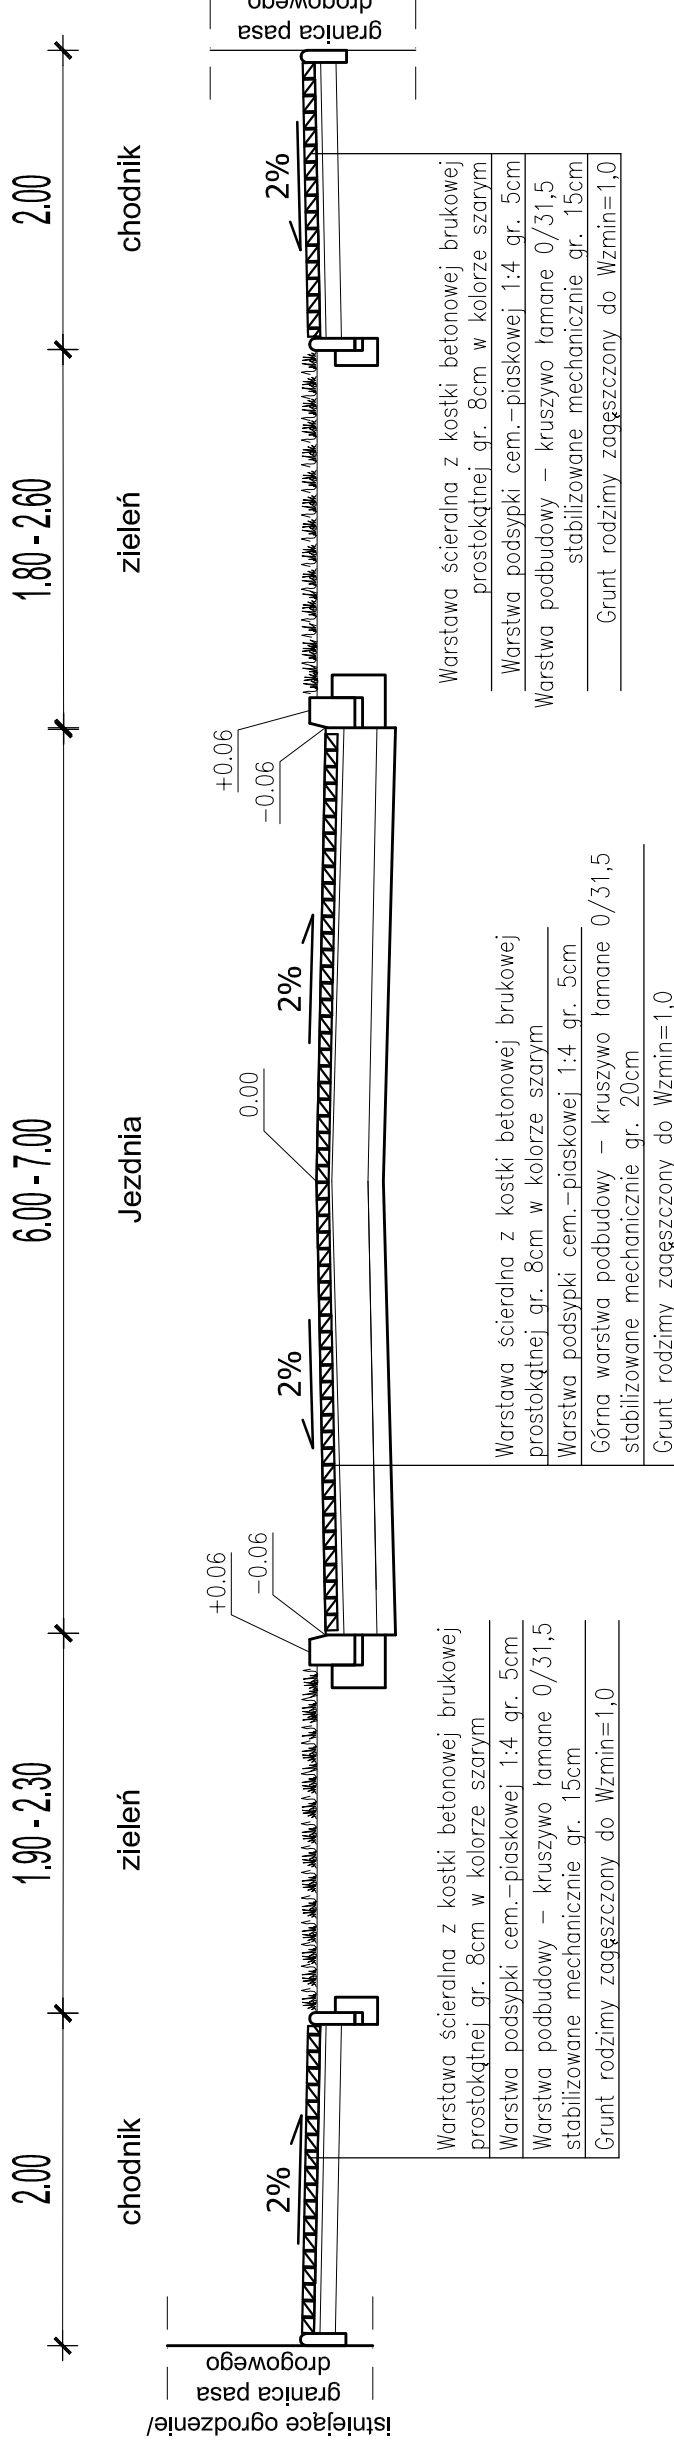 2.00
1.90 - 2.30
6.00 - 7.00
1.80 - 2.60
2.00
chodnik
zieleń
Jezdnia
zieleń
chodnik
istniejące ogrodzenie/
granica pasa
drogowego
2%
+0.06
-0.06
2%
0.00
2%
+0.06
-0.06
2%
granica pasa
drogowego
Warstawa ścieralna z kostki betonowej brukowej
prostokątnej gr. 8cm w kolorze szarym
Warstwa podsypki cem.-piaskowej 1:4 gr. 5cm
Warstwa podbudowy – kruszywo łamane 0/31,5
stabilizowane mechanicznie gr. 15cm
Grunt rodzimy zagęszczony do Wzmin=1,0
Warstawa ścieralna z kostki betonowej brukowej
prostokątnej gr. 8cm w kolorze szarym
Warstwa podsypki cem.-piaskowej 1:4 gr. 5cm
Górna warstwa podbudowy – kruszywo łamane 0/31,5
stabilizowane mechanicznie gr. 20cm
Grunt rodzimy zagęszczony do Wzmin=1,0
Warstawa ścieralna z kostki betonowej brukowej
prostokątnej gr. 8cm w kolorze szarym
Warstwa podsypki cem.-piaskowej 1:4 gr. 5cm
Warstwa podbudowy – kruszywo łamane 0/31,5
stabilizowane mechanicznie gr. 15cm
Grunt rodzimy zagęszczony do Wzmin=1,0